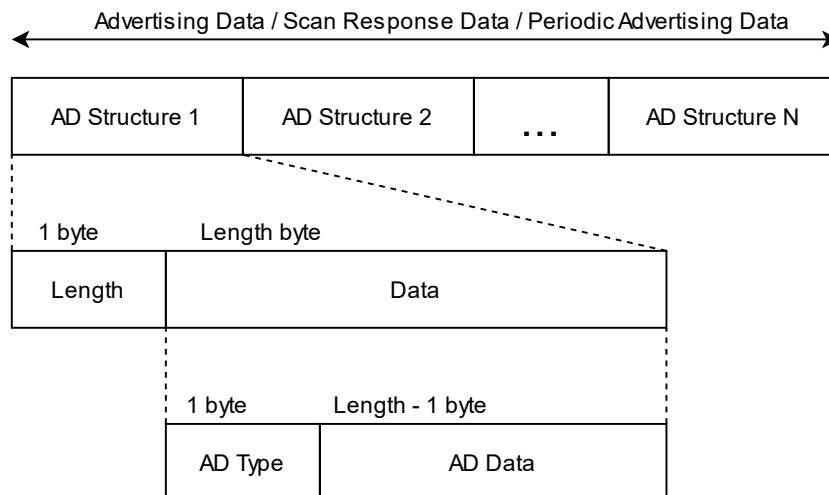 Advertising Data / Scan Response Data / Periodic Advertising Data
AD Structure 1 AD Structure 2 ... AD Structure N
1 byte Length byte
Length Data
1 byte Length - 1 byte
AD Type AD Data